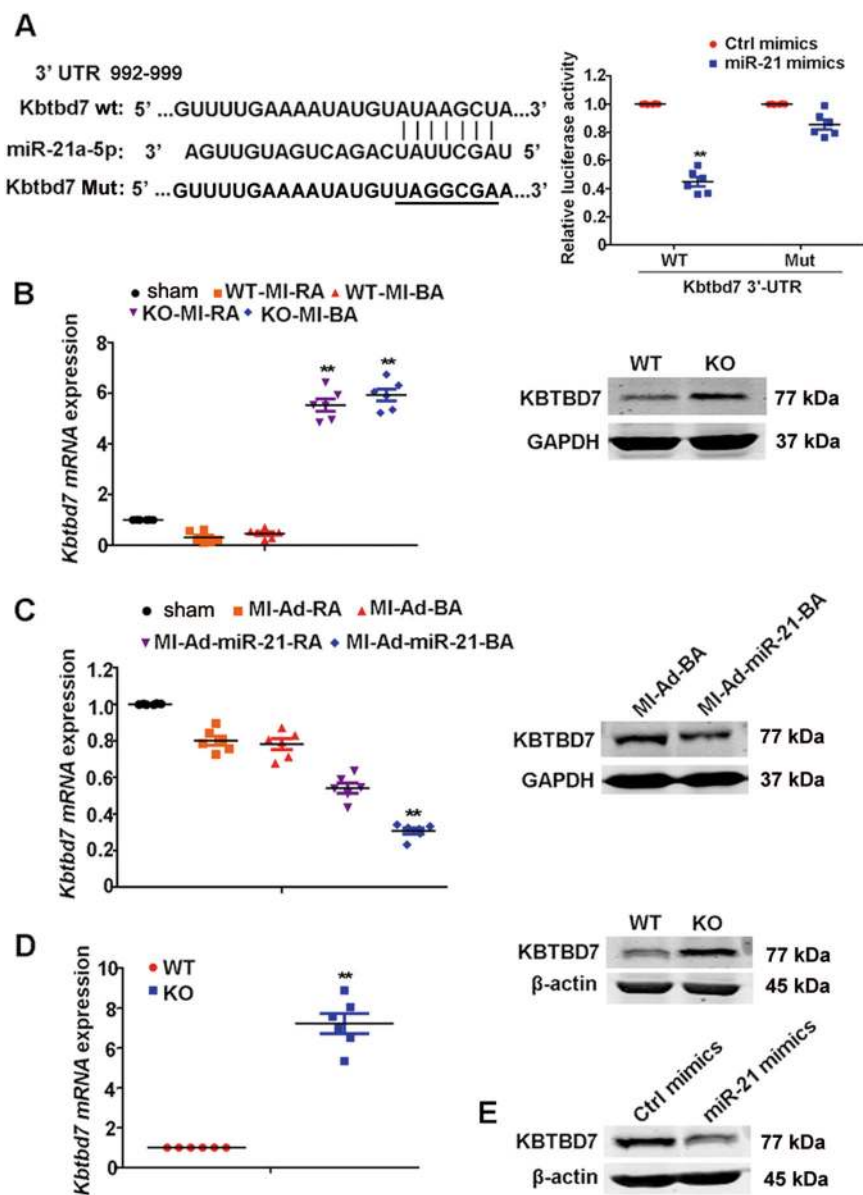 A
3' UTR 992-999
Kbtbd7 wt: 5' ...GUUUUGAAAAUAUGUAUAAGCUA...3'
miR-21a-5p: 3' AGUUGUAGUCAGACUAUUCGAU 5'
Kbtbd7 Mut: 5' ...GUUUUGAAAAUAUGUUAGGCGAA...3'
Ctrl mimics
miR-21 mimics
Relative luciferase activity
1.0
0.8
0.6
0.4
0.2
0
**
WT Mut
Kbtbd7 3'-UTR
B
sham WT-MI-RA WT-MI-BA
KO-MI-RA KO-MI-BA
Kbtbd7 mRNA expression
8
6
4
2
0
** **
WT KO
KBTBD7 77 kDa
GAPDH 37 kDa
C
sham MI-Ad-RA MI-Ad-BA
MI-Ad-miR-21-RA MI-Ad-miR-21-BA
Kbtbd7 mRNA expression
1.2
1.0
0.8
0.6
0.4
0.2
0
**
MI-Ad-BA MI-Ad-miR-21-BA
KBTBD7 77 kDa
GAPDH 37 kDa
D
WT
KO
Kbtbd7 mRNA expression
10
8
6
4
2
0
**
WT KO
KBTBD7 77 kDa
β-actin 45 kDa
E
Ctrl mimics miR-21 mimics
KBTBD7 77 kDa
β-actin 45 kDa